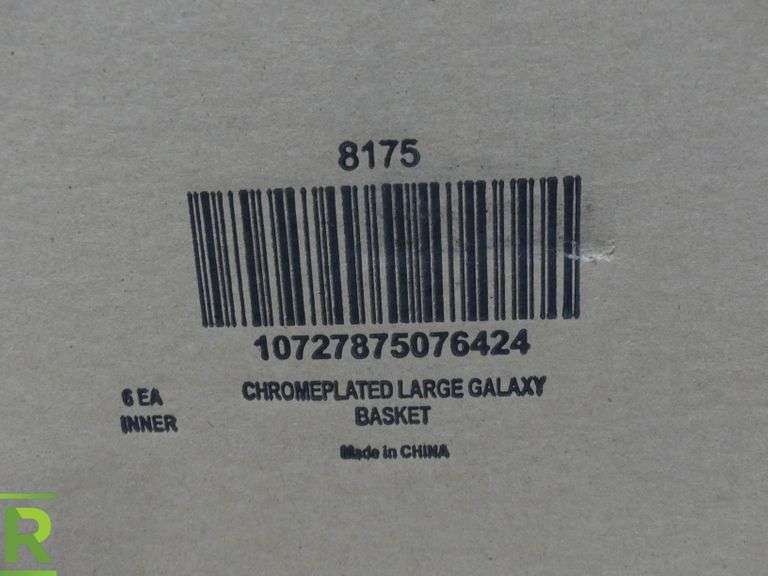 8175
10727875076424
6 EA
INNER
CHROMEPLATED LARGE GALAXY
BASKET
Made in CHINA
R